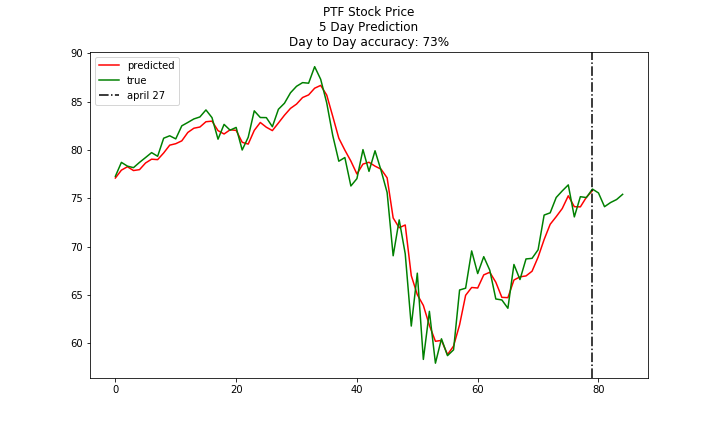 PTF Stock Price
5 Day Prediction
Day to Day accuracy: 73%
90
85
80
75
70
65
60
predicted
true
april 27
0
20
40
60
80